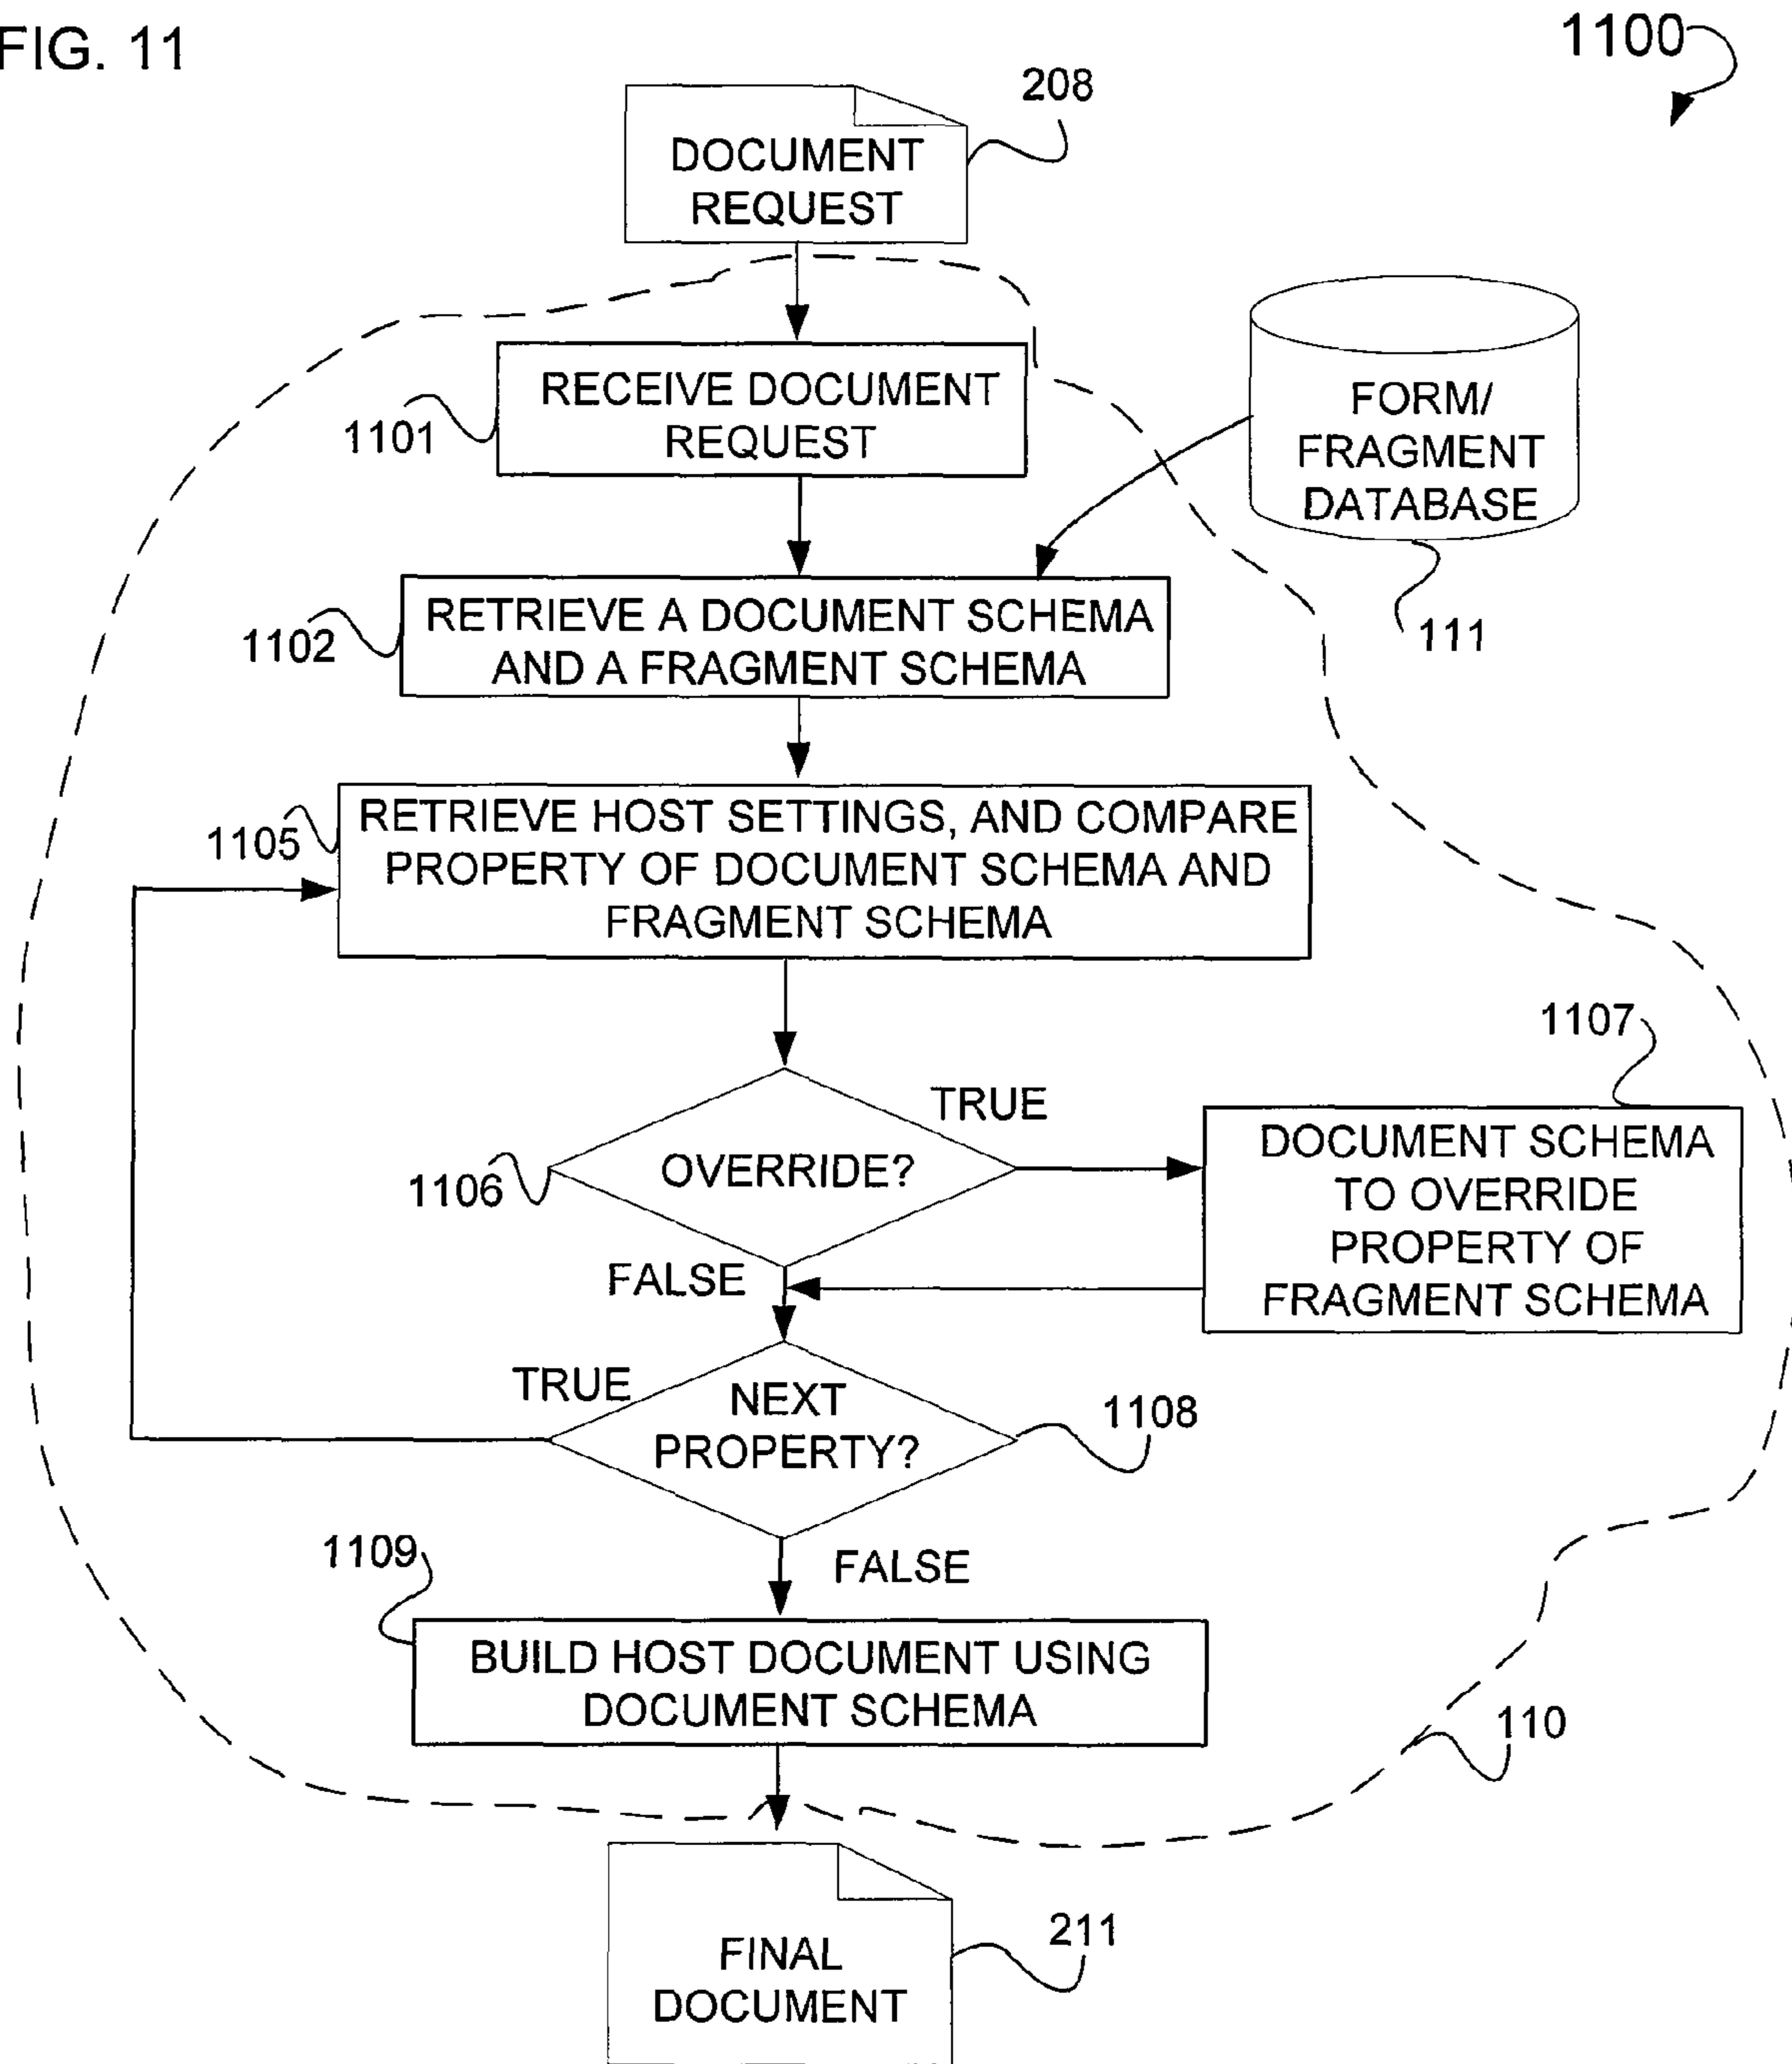 FIG. 11
1100
208
DOCUMENT
REQUEST
RECEIVE DOCUMENT
REQUEST
1101
FORM/
FRAGMENT
DATABASE
111
RETRIEVE A DOCUMENT SCHEMA
AND A FRAGMENT SCHEMA
1102
RETRIEVE HOST SETTINGS, AND COMPARE
PROPERTY OF DOCUMENT SCHEMA AND
FRAGMENT SCHEMA
1105
1107
TRUE
OVERRIDE?
1106
DOCUMENT SCHEMA
TO OVERRIDE
PROPERTY OF
FRAGMENT SCHEMA
FALSE
TRUE
NEXT
PROPERTY?
1108
1109
FALSE
BUILD HOST DOCUMENT USING
DOCUMENT SCHEMA
110
211
FINAL
DOCUMENT